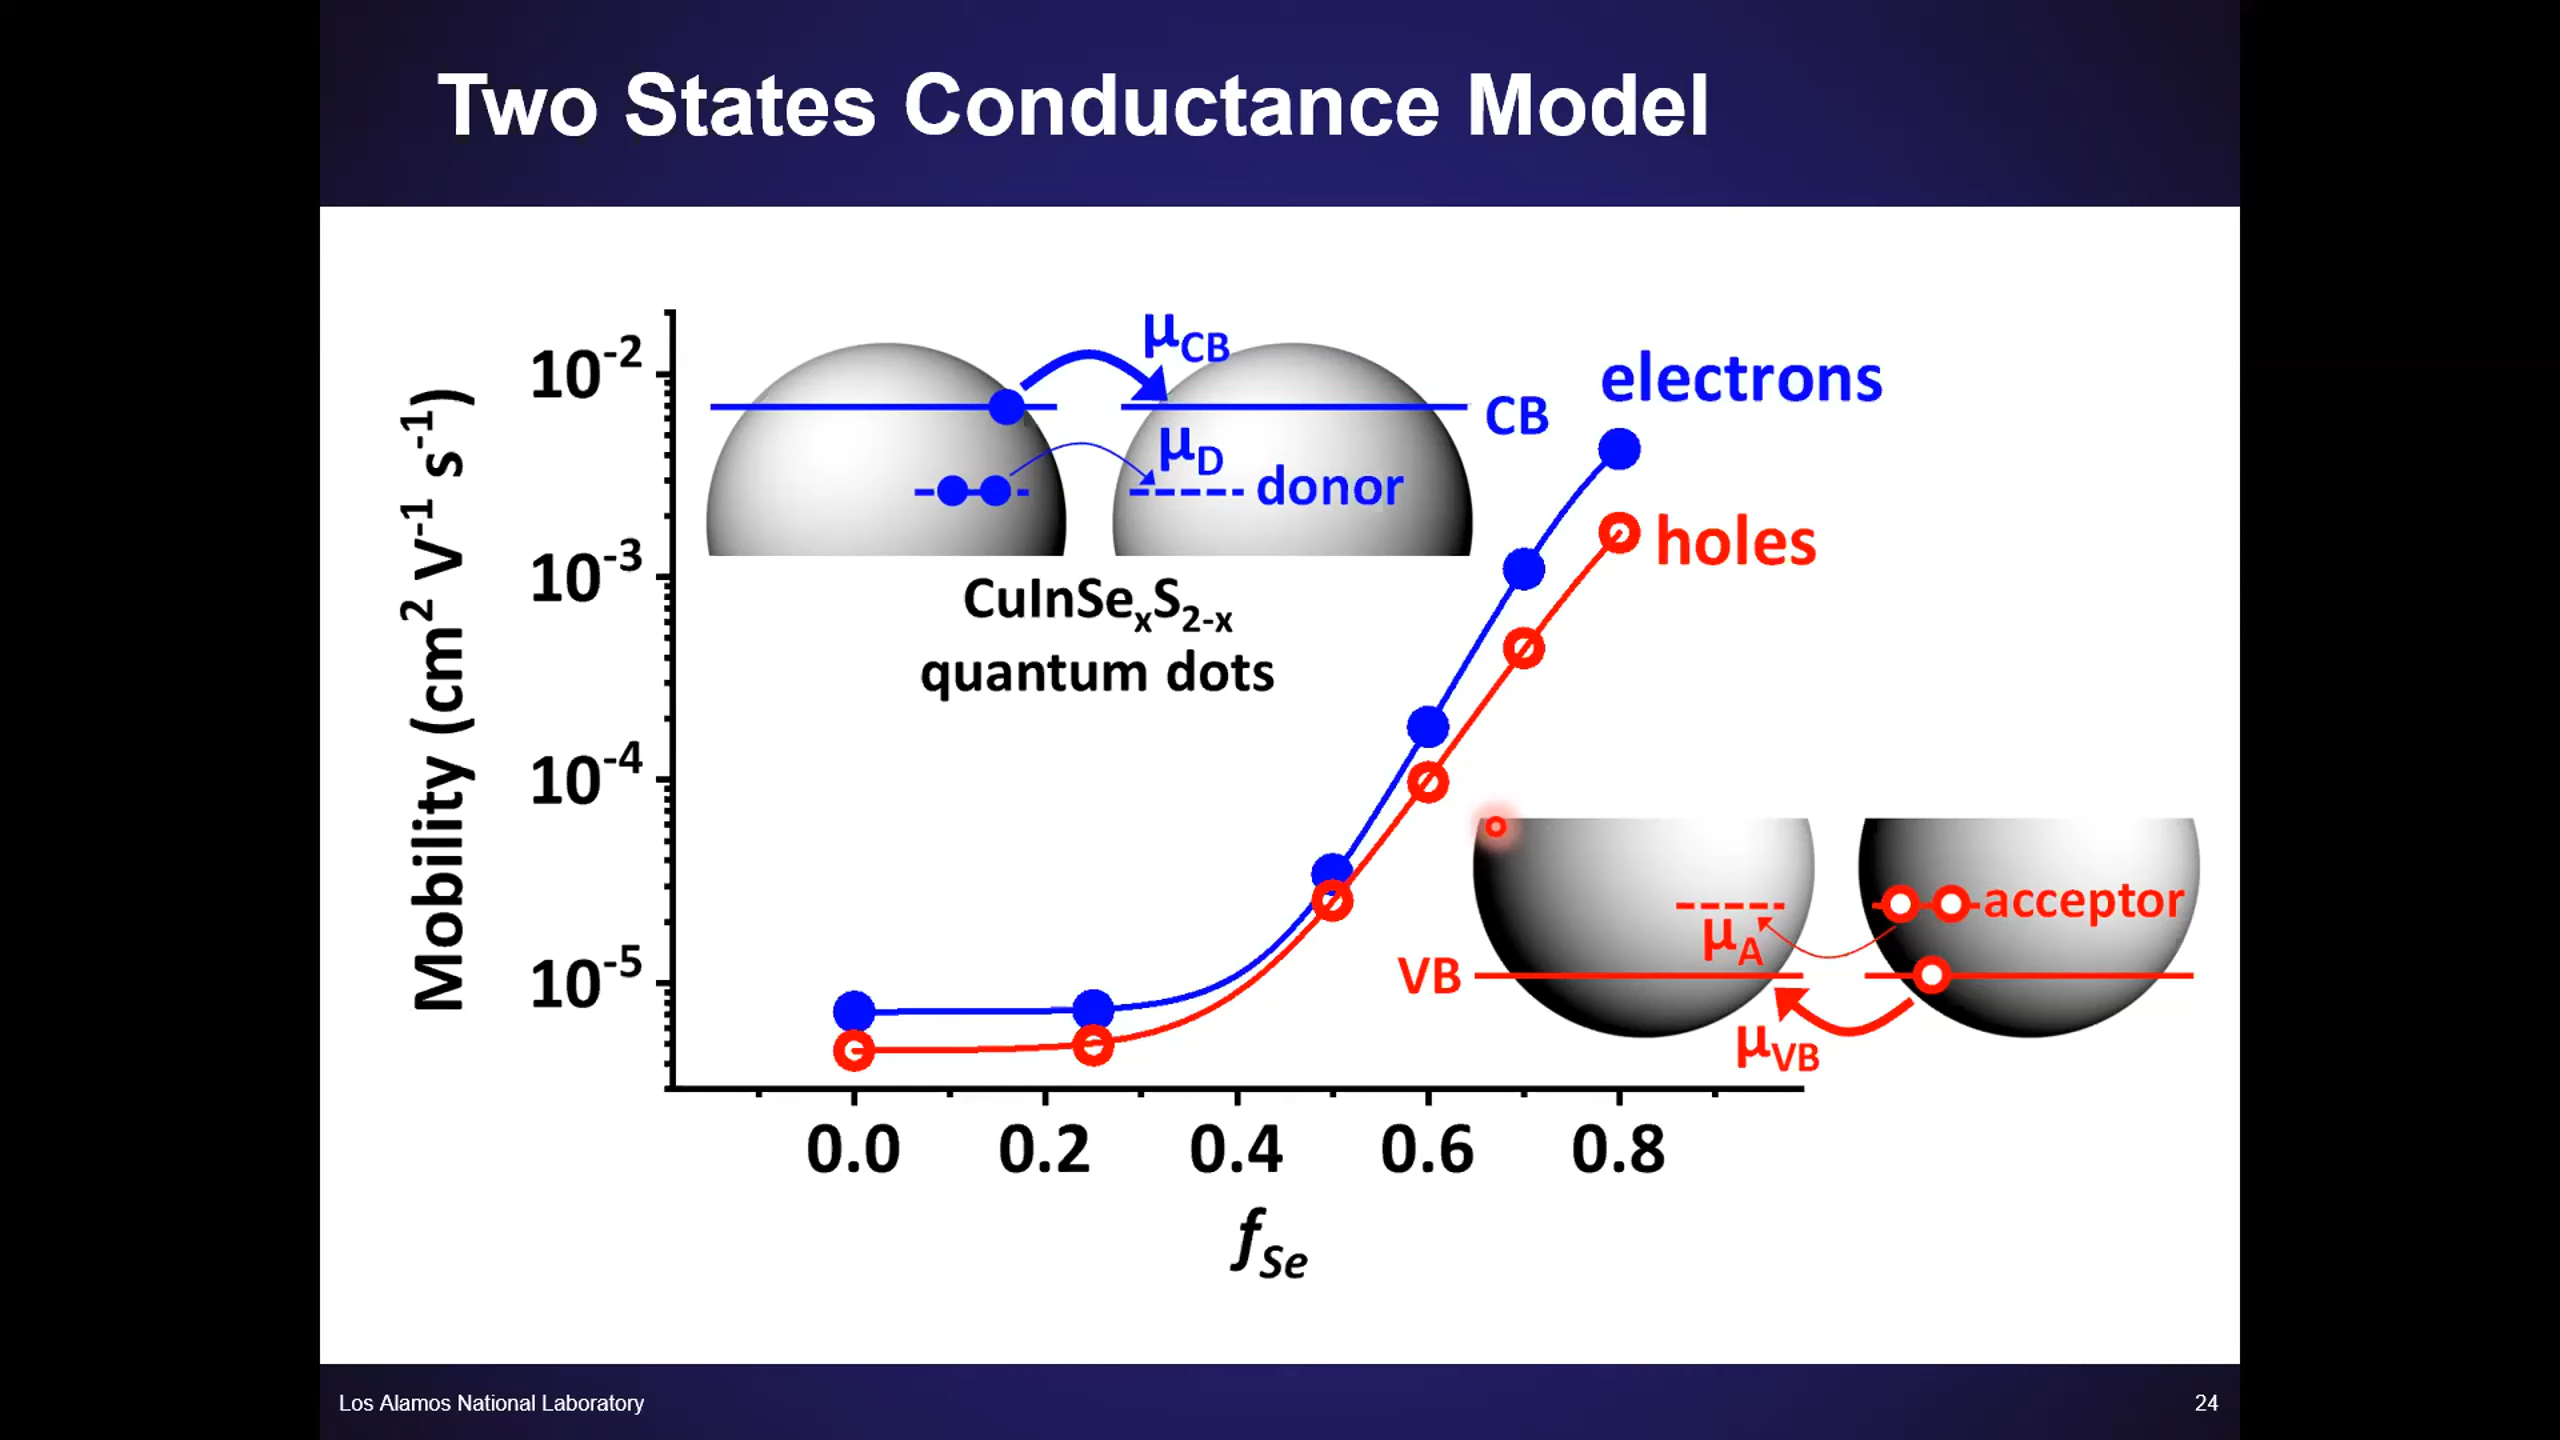 Two States Conductance Model
Mobility (cm² V⁻¹ s⁻¹)
10⁻²
10⁻³
10⁻⁴
10⁻⁵
μCB
CB
μD
donor
CuInSeₓS₂₋ₓ
quantum dots
electrons
holes
acceptor
μA
VB
μVB
0.0 0.2 0.4 0.6 0.8
fSe
Los Alamos National Laboratory
24